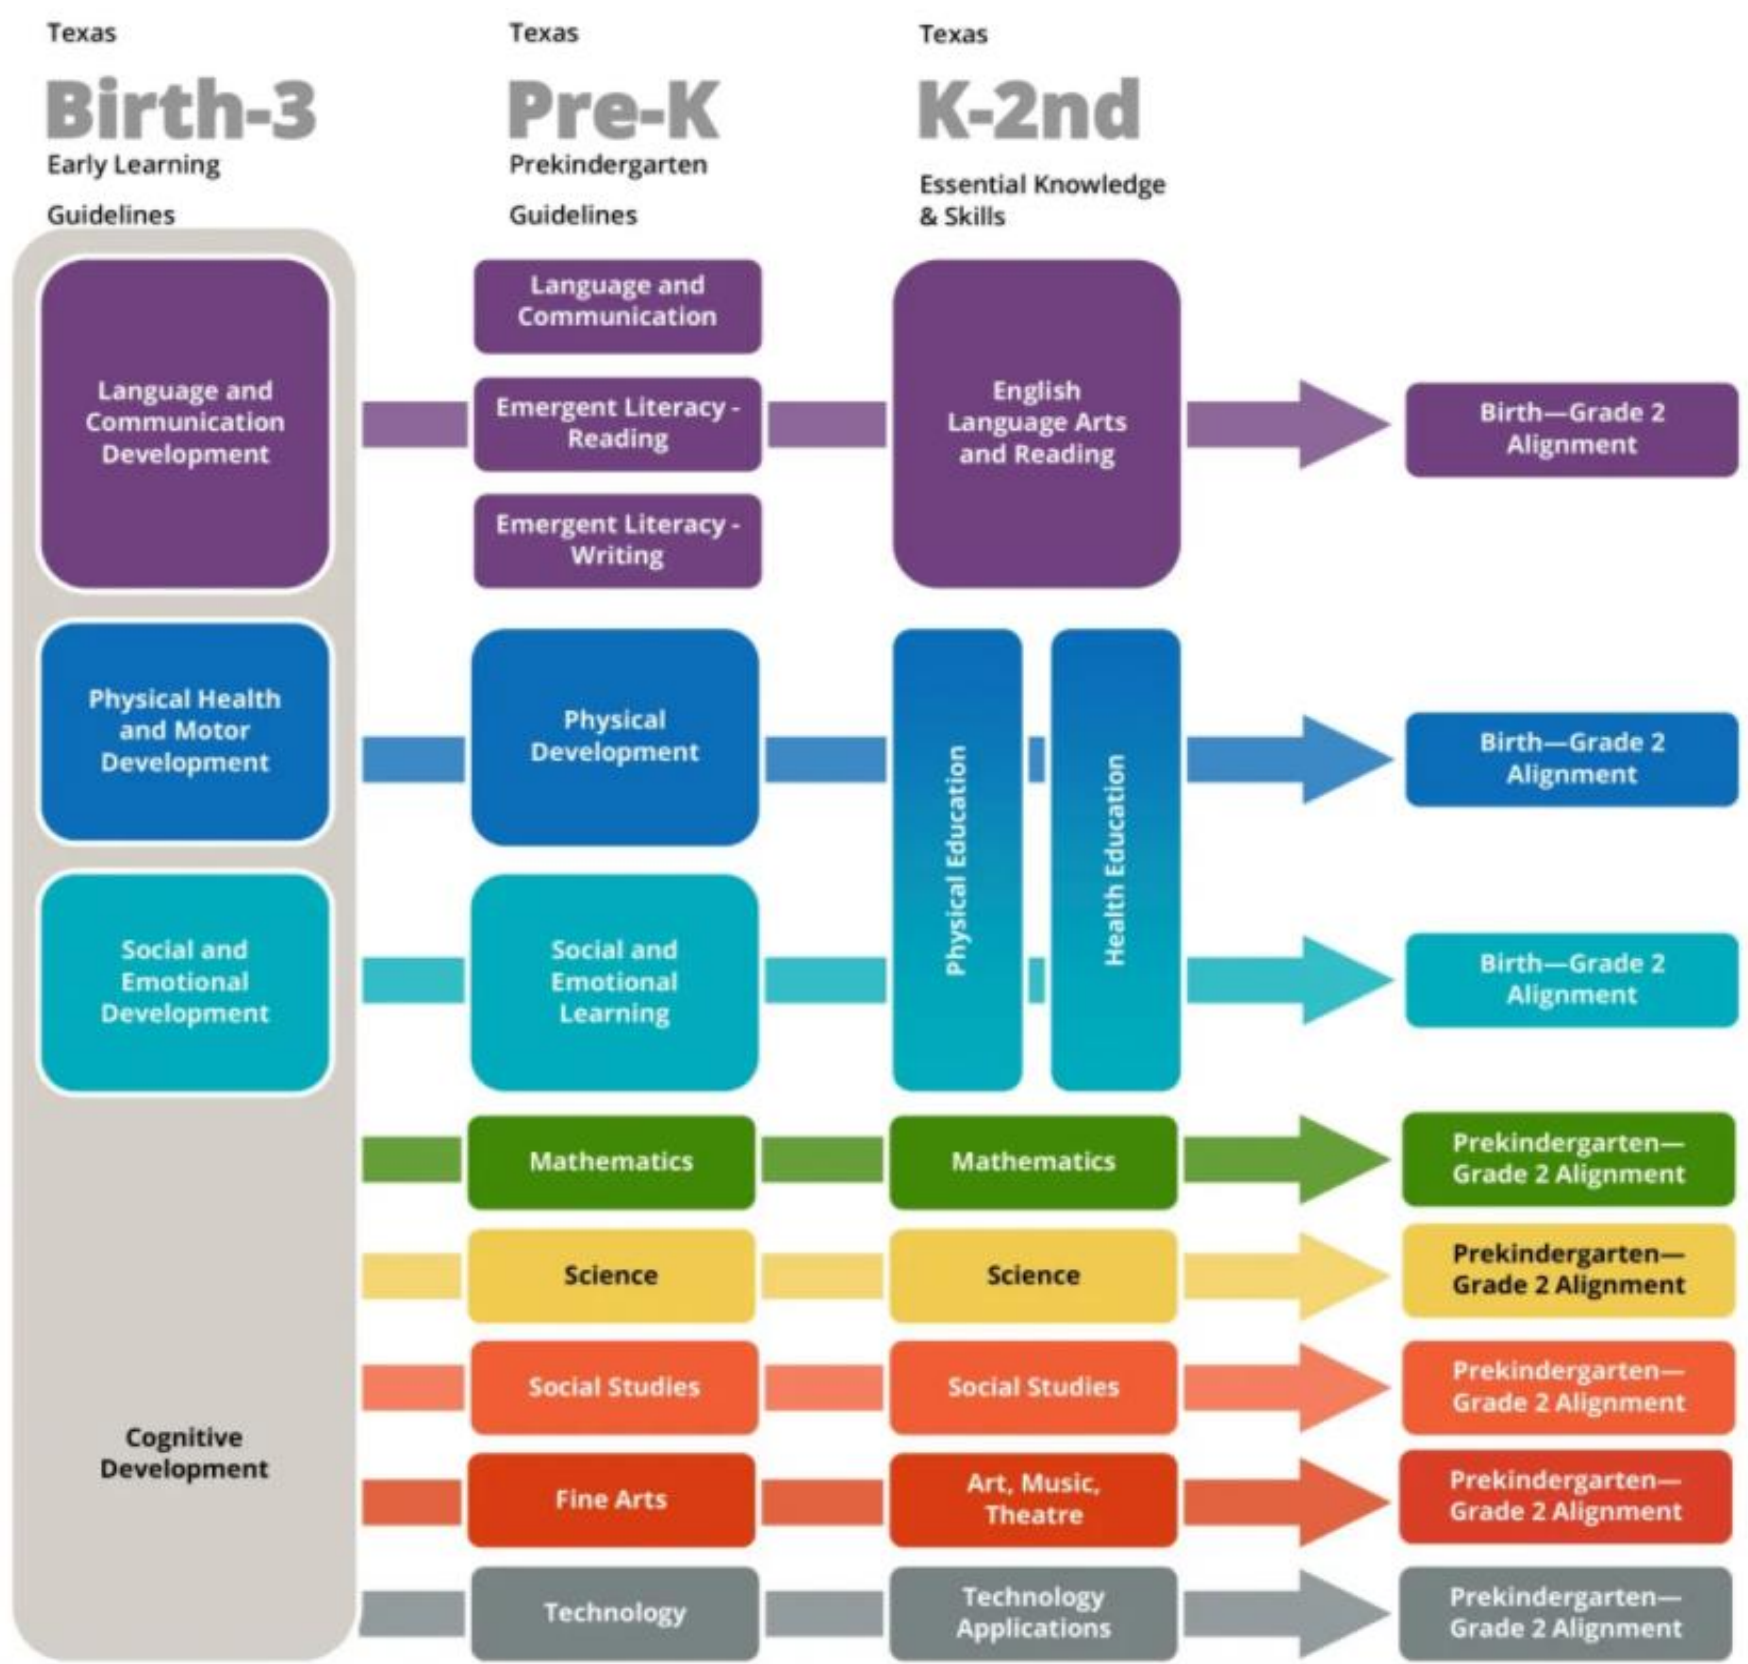 Texas
Birth-3
Early Learning
Guidelines
Texas
Pre-K
Prekindergarten
Guidelines
Texas
K-2nd
Essential Knowledge
& Skills
Language and
Communication
Development
Language and
Communication
Emergent Literacy -
Reading
Emergent Literacy -
Writing
English
Language Arts
and Reading
Birth—Grade 2
Alignment
Physical Health
and Motor
Development
Physical
Development
Physical Education
Health Education
Birth—Grade 2
Alignment
Social and
Emotional
Development
Social and
Emotional
Learning
Birth—Grade 2
Alignment
Cognitive
Development
Mathematics
Mathematics
Prekindergarten—
Grade 2 Alignment
Science
Science
Prekindergarten—
Grade 2 Alignment
Social Studies
Social Studies
Prekindergarten—
Grade 2 Alignment
Fine Arts
Art, Music,
Theatre
Prekindergarten—
Grade 2 Alignment
Technology
Technology
Applications
Prekindergarten—
Grade 2 Alignment